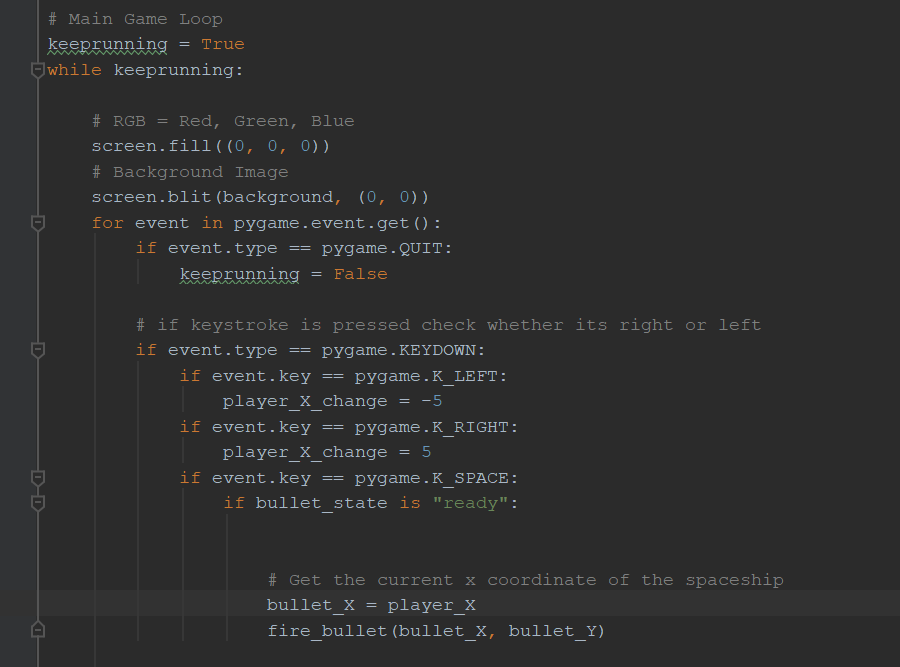 # Main Game Loop
keeprunning = True
while keeprunning:
# RGB = Red, Green, Blue
screen.fill((0, 0, 0))
# Background Image
screen.blit(background, (0, 0))
for event in pygame.event.get():
if event.type == pygame.QUIT:
keeprunning = False
# if keystroke is pressed check whether its right or left
if event.type == pygame.KEYDOWN:
if event.key == pygame.K_LEFT:
player_X_change = -5
if event.key == pygame.K_RIGHT:
player_X_change = 5
if event.key == pygame.K_SPACE:
if bullet_state is "ready":
# Get the current x coordinate of the spaceship
bullet_X = player_X
fire_bullet(bullet_X, bullet_Y)